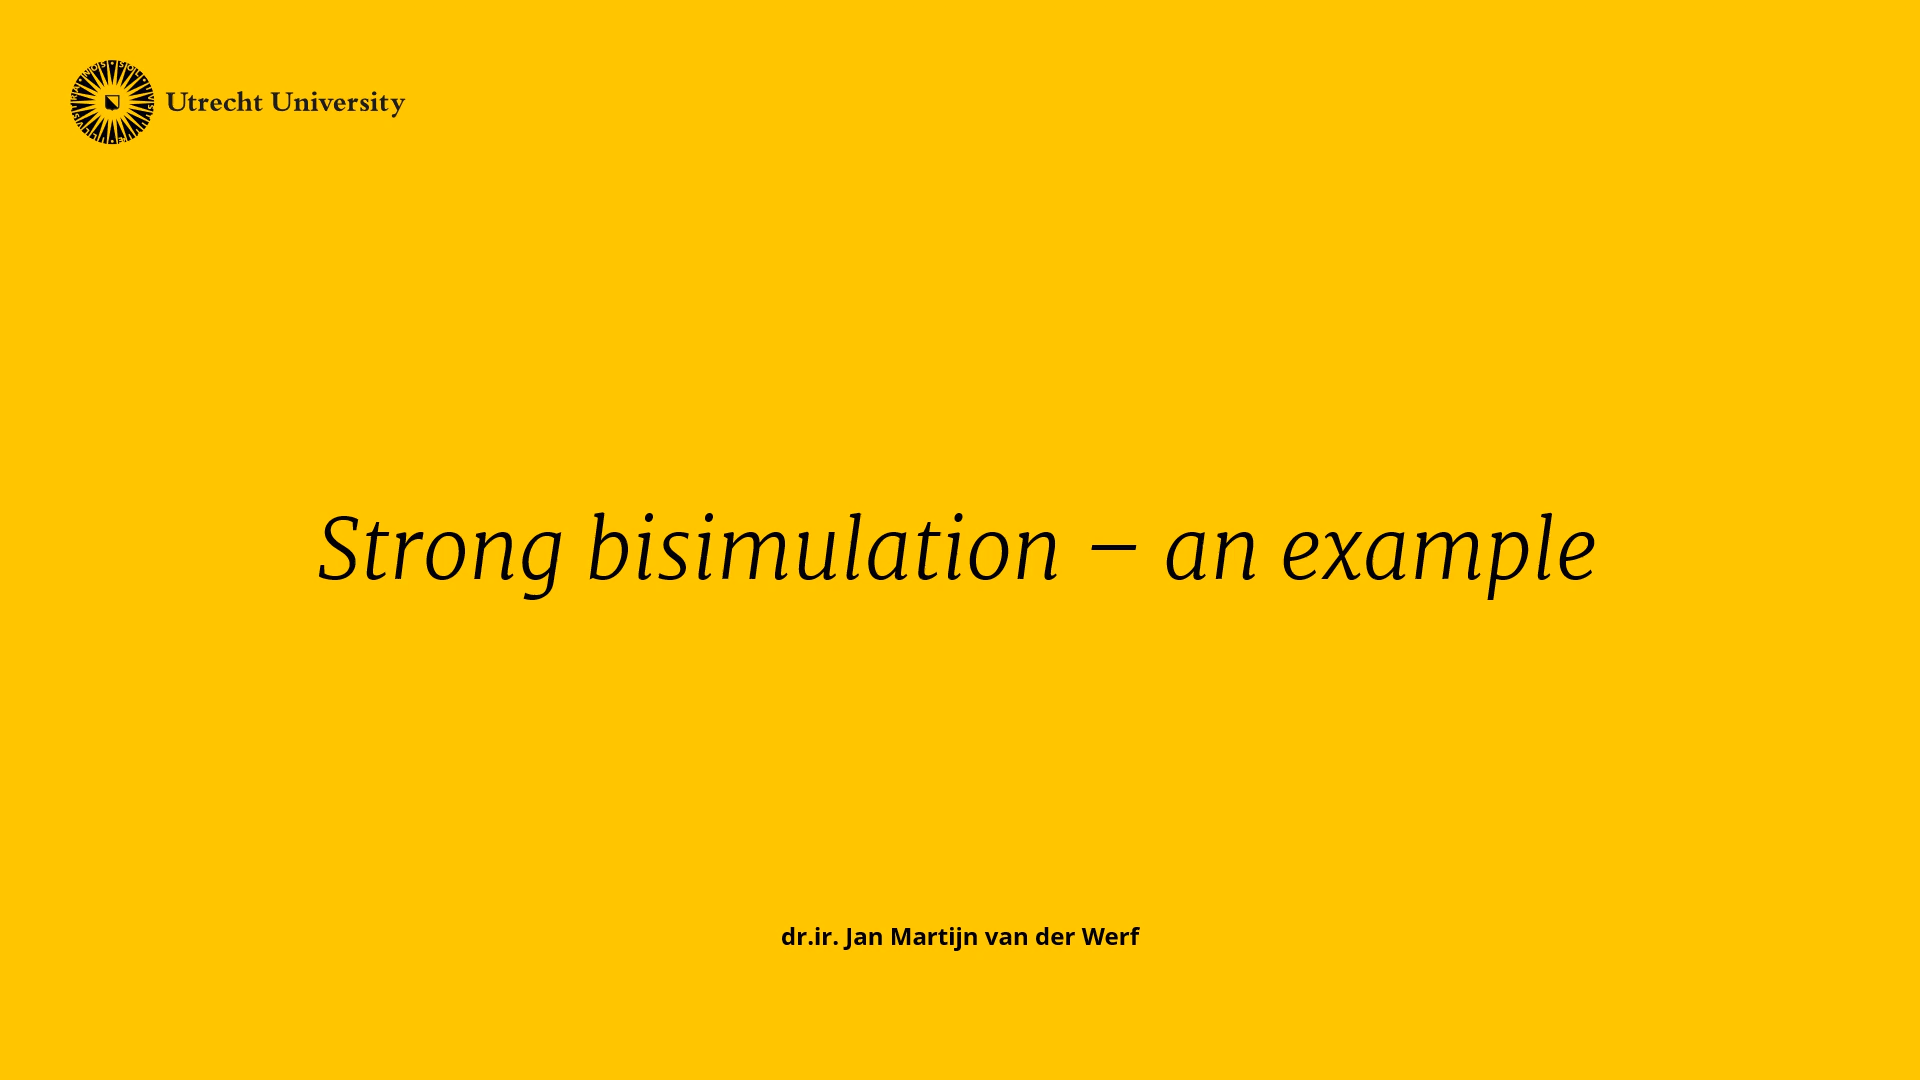 Utrecht University
Strong bisimulation – an example
dr.ir. Jan Martijn van der Werf